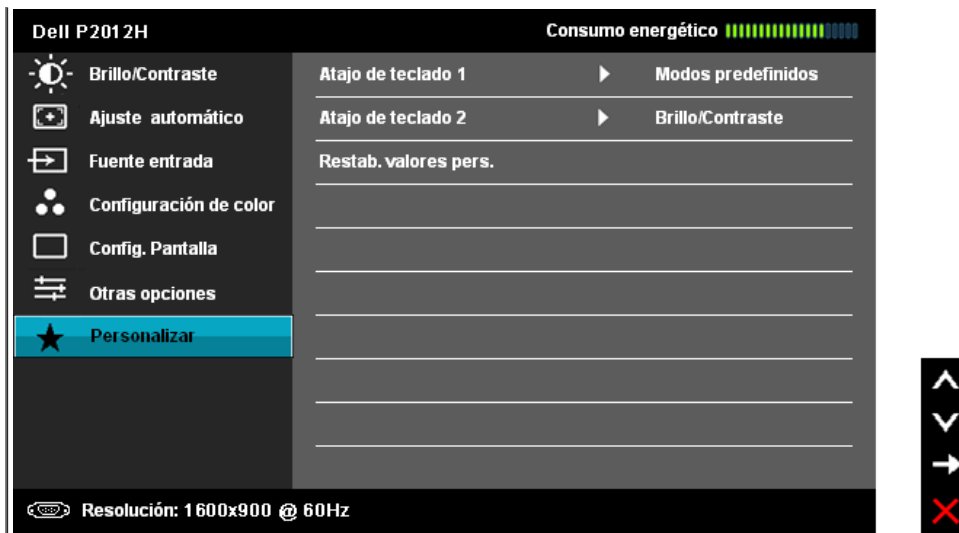 Dell P2012H Consumo energético
Brillo/Contraste Atajo de teclado 1 Modos predefinidos
Ajuste automático Atajo de teclado 2 Brillo/Contraste
Fuente entrada Restab. valores pers.
Configuración de color
Config. Pantalla
Otras opciones
Personalizar
Resolución: 1600x900 @ 60Hz